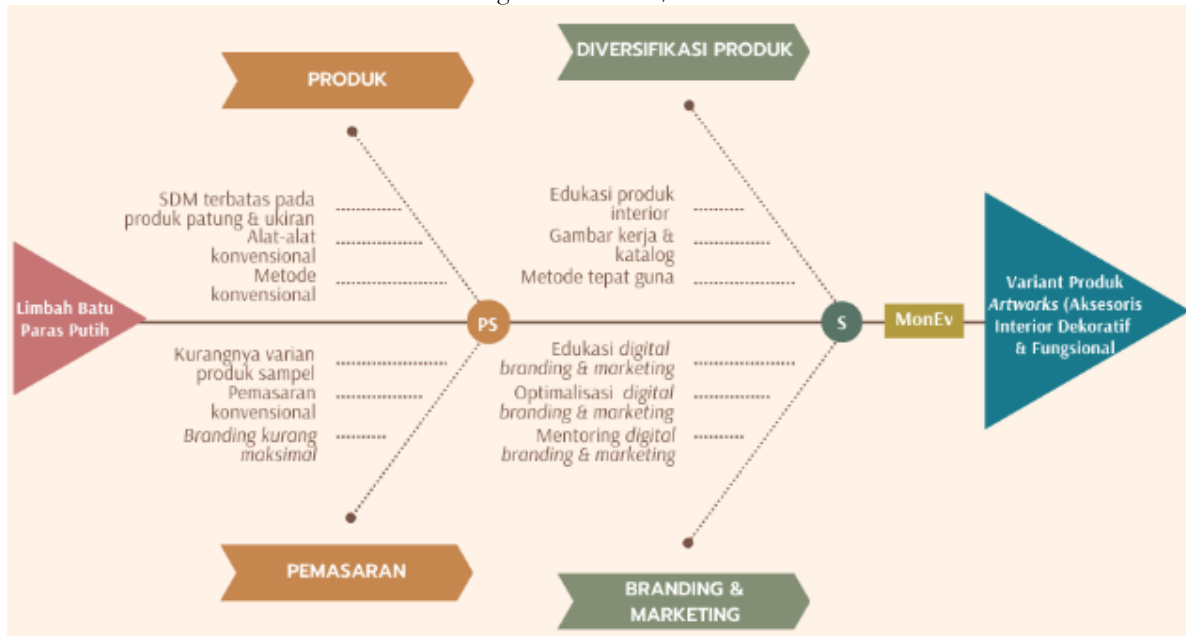 PRODUK
DIVERSIFIKASI PRODUK
SDM terbatas pada
produk patung & ukiran
Alat-alat
konvensional
Metode
konvensional
Edukasi produk
interior
Gambar kerja &
katalog
Metode tepat guna
Limbah Batu
Paras Putih
PS
S
MonEv
Variant Produk
Artworks (Aksesoris
Interior Dekoratif
& Fungsional
Kurangnya varian
produk sampel
Pemasaran
konvensional
Branding kurang
maksimal
Edukasi digital
branding & marketing
Optimalisasi digital
branding & marketing
Mentoring digital
branding & marketing
PEMASARAN
BRANDING &
MARKETING